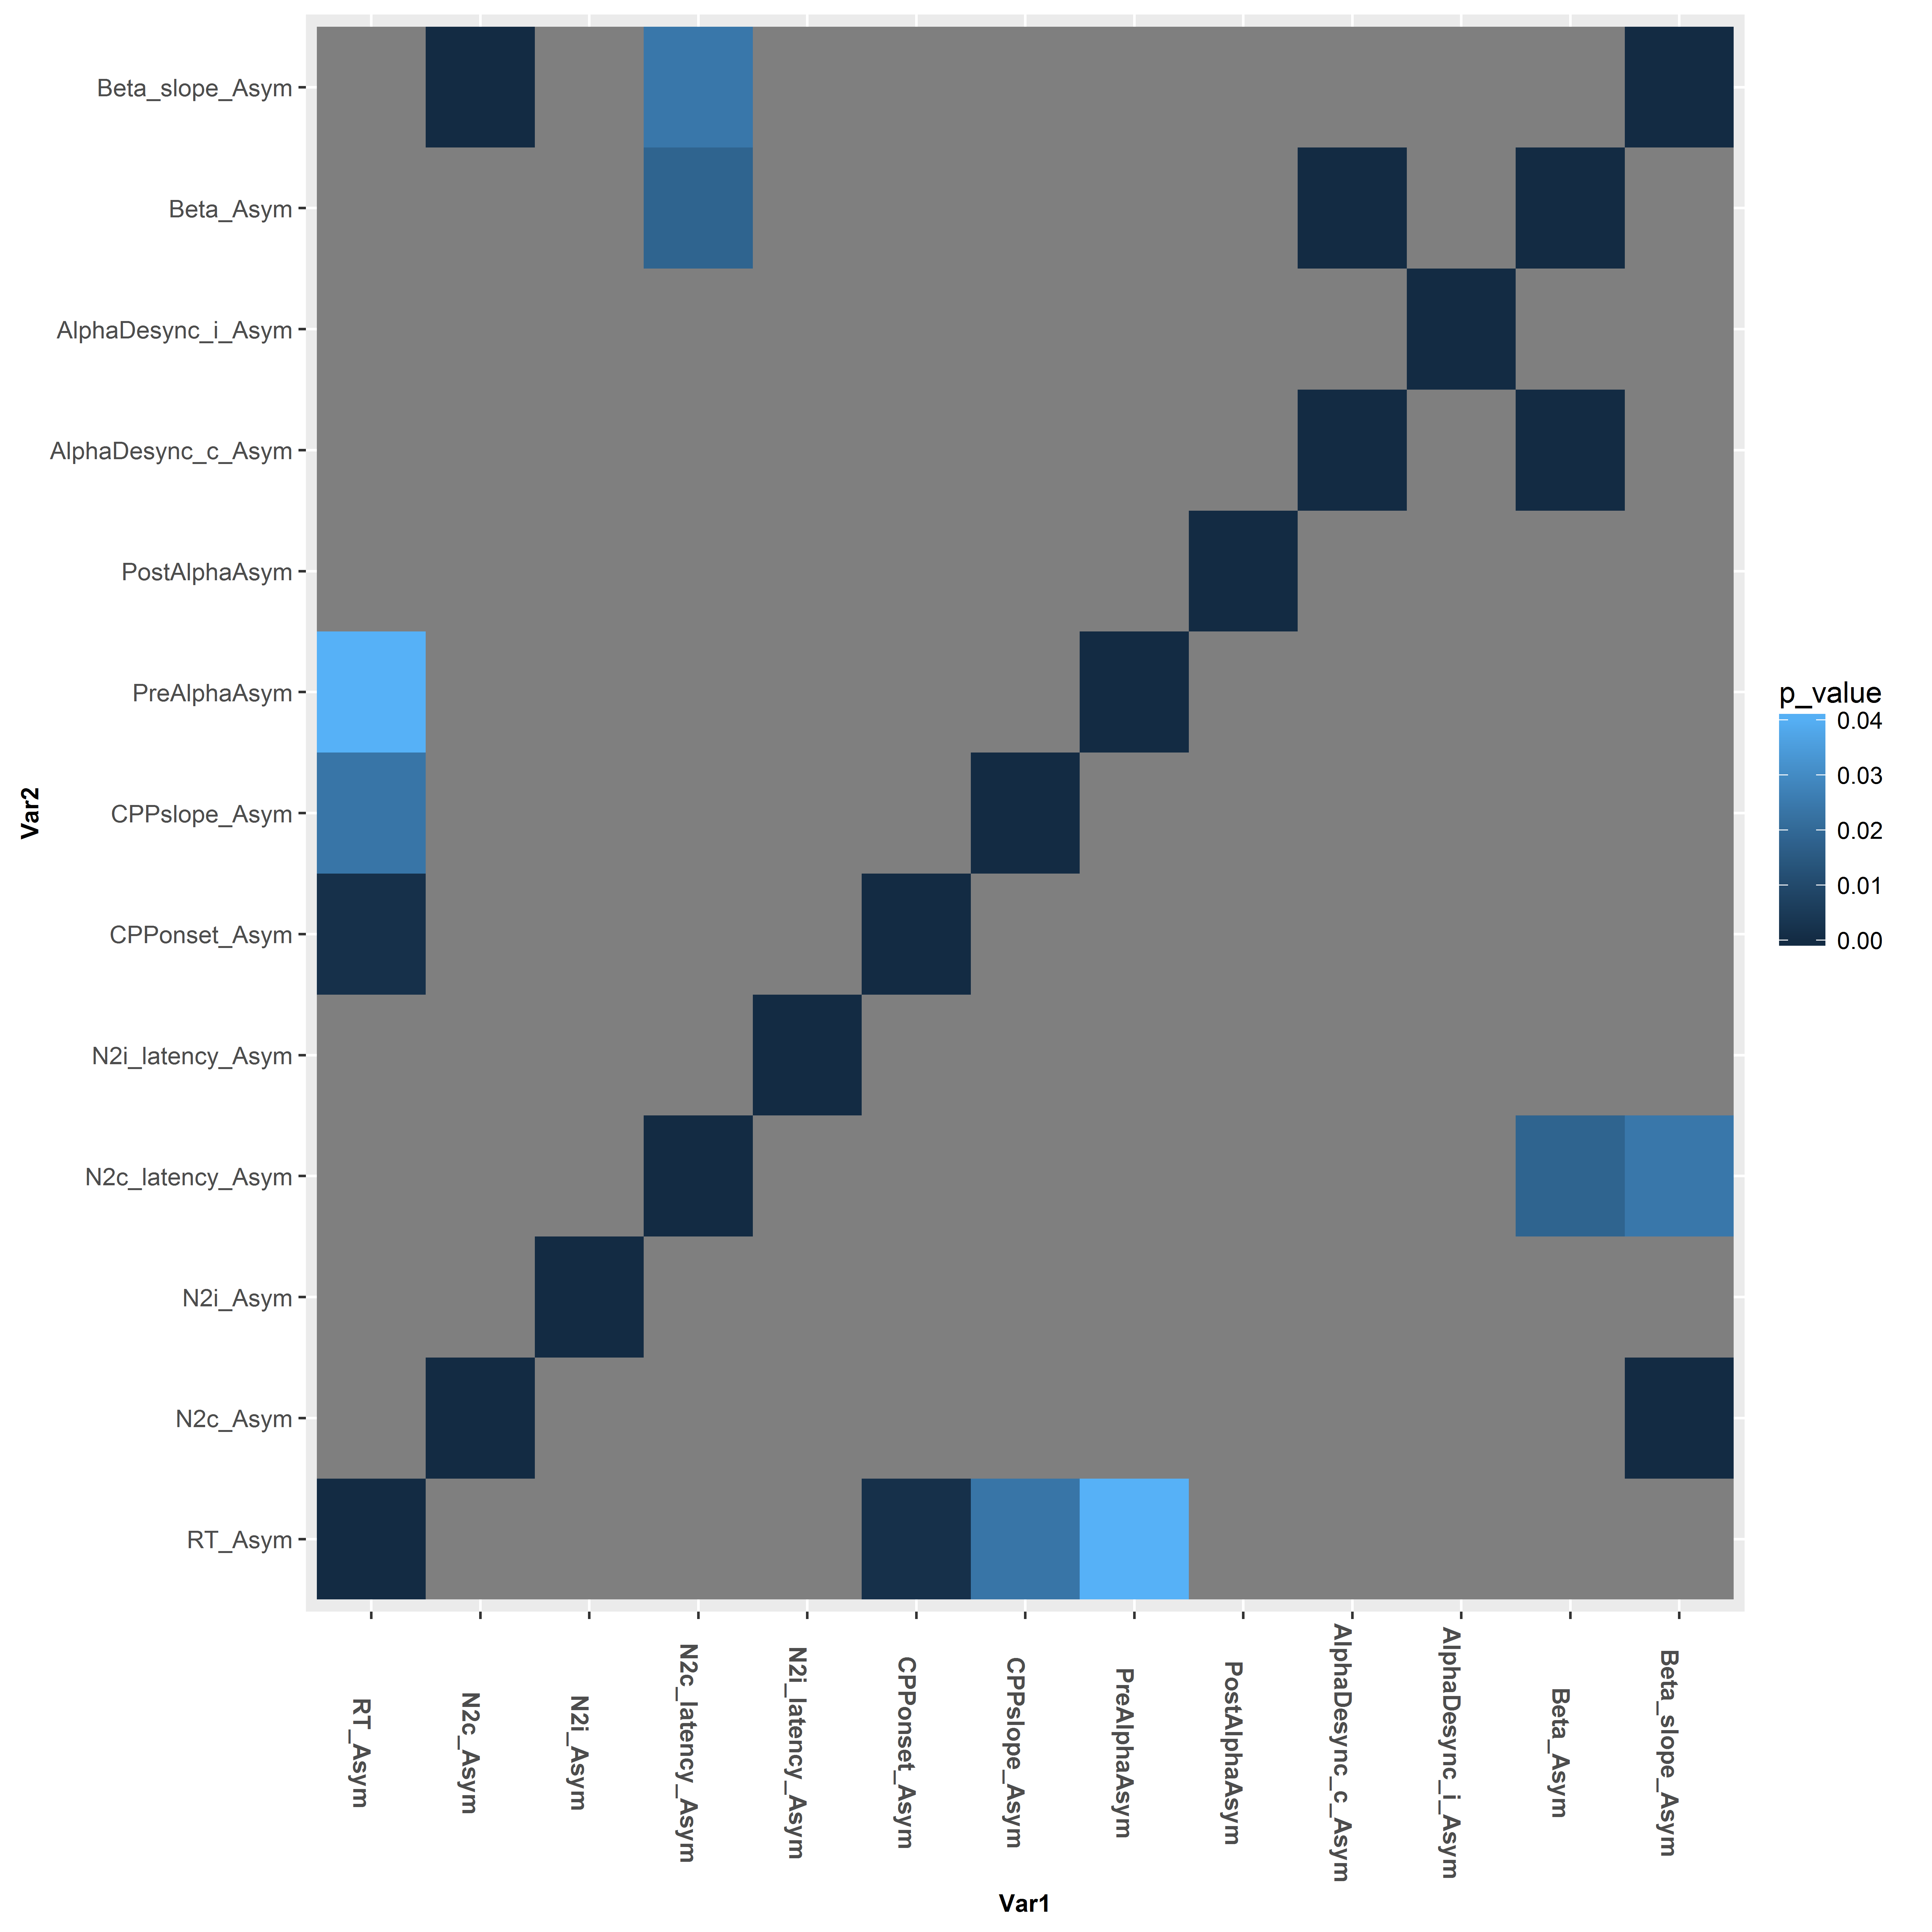 Beta_slope_Asym
Beta_Asym
AlphaDesync_i_Asym
AlphaDesync_c_Asym
PostAlphaAsym
PreAlphaAsym
CPPslope_Asym
CPPonset_Asym
N2i_latency_Asym
N2c_latency_Asym
N2i_Asym
N2c_Asym
RT_Asym
Var2
RT_Asym
N2c_Asym
N2i_Asym
N2c_latency_Asym
N2i_latency_Asym
CPPonset_Asym
CPPslope_Asym
PreAlphaAsym
PostAlphaAsym
AlphaDesync_c_Asym
AlphaDesync_i_Asym
Beta_Asym
Beta_slope_Asym
Var1
p_value
0.04
0.03
0.02
0.01
0.00